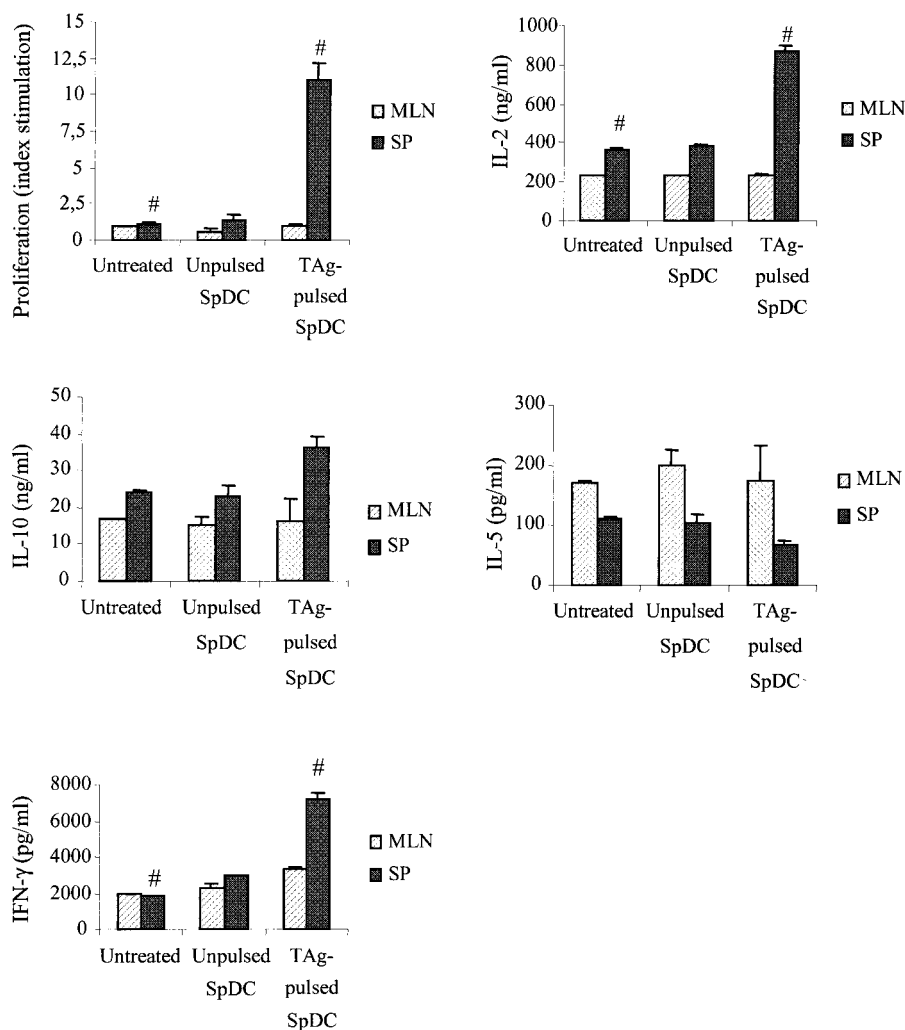 Proliferation (index stimulation)
15
12,5
10
7,5
5
2,5
0
#
#
MLN
SP
Untreated
Unpulsed
SpDC
TAg-
pulsed
SpDC
IL-2 (ng/ml)
1000
800
600
400
200
0
#
#
MLN
SP
Untreated
Unpulsed
SpDC
TAg-
pulsed
SpDC
IL-10 (ng/ml)
50
40
30
20
10
0
MLN
SP
Untreated
Unpulsed
SpDC
TAg-
pulsed
SpDC
IL-5 (pg/ml)
300
200
100
0
MLN
SP
Untreated
Unpulsed
SpDC
TAg-
pulsed
SpDC
IFN-γ (pg/ml)
8000
6000
4000
2000
0
#
#
MLN
SP
Untreated
Unpulsed
SpDC
TAg-
pulsed
SpDC